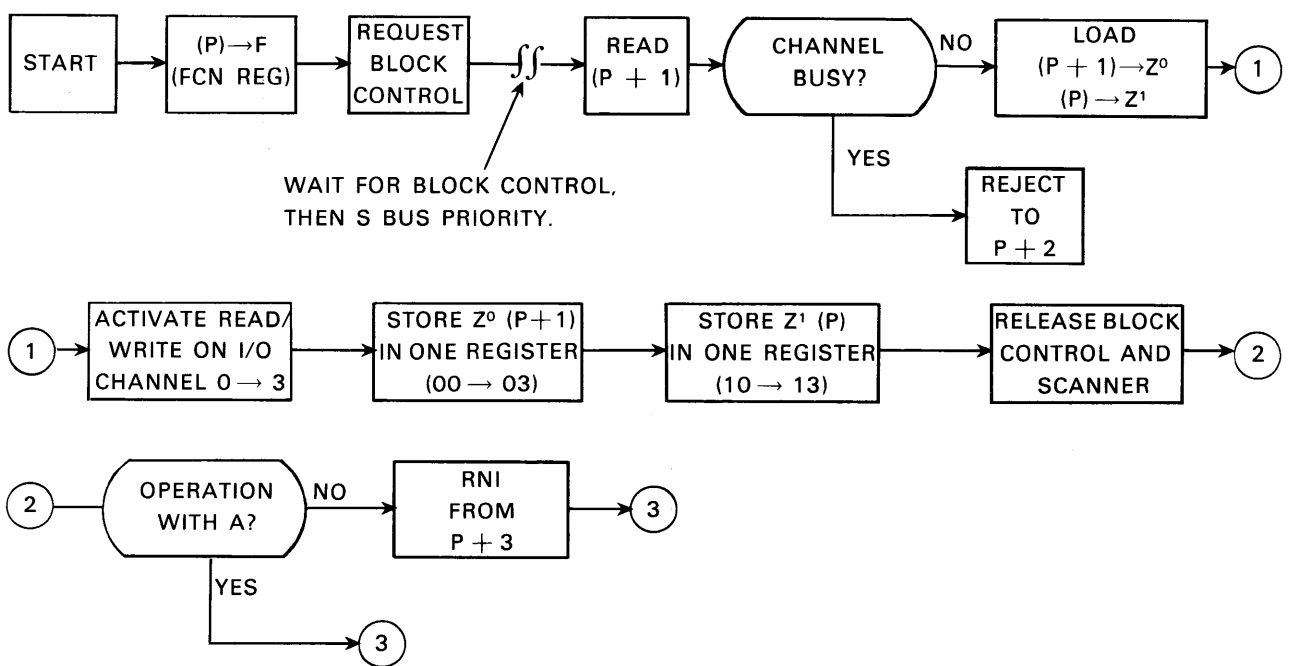 START
(P)→F
(FCN REG)
REQUEST
BLOCK
CONTROL
WAIT FOR BLOCK CONTROL,
THEN S BUS PRIORITY.
READ
(P + 1)
CHANNEL
BUSY?
NO
YES
LOAD
(P + 1)→Z⁰
(P)→Z¹
1
REJECT
TO
P + 2
1
ACTIVATE READ/
WRITE ON I/O
CHANNEL 0→3
STORE Z⁰ (P+1)
IN ONE REGISTER
(00→03)
STORE Z¹ (P)
IN ONE REGISTER
(10→13)
RELEASE BLOCK
CONTROL AND
SCANNER
2
2
OPERATION
WITH A?
NO
RNI
FROM
P + 3
3
YES
3